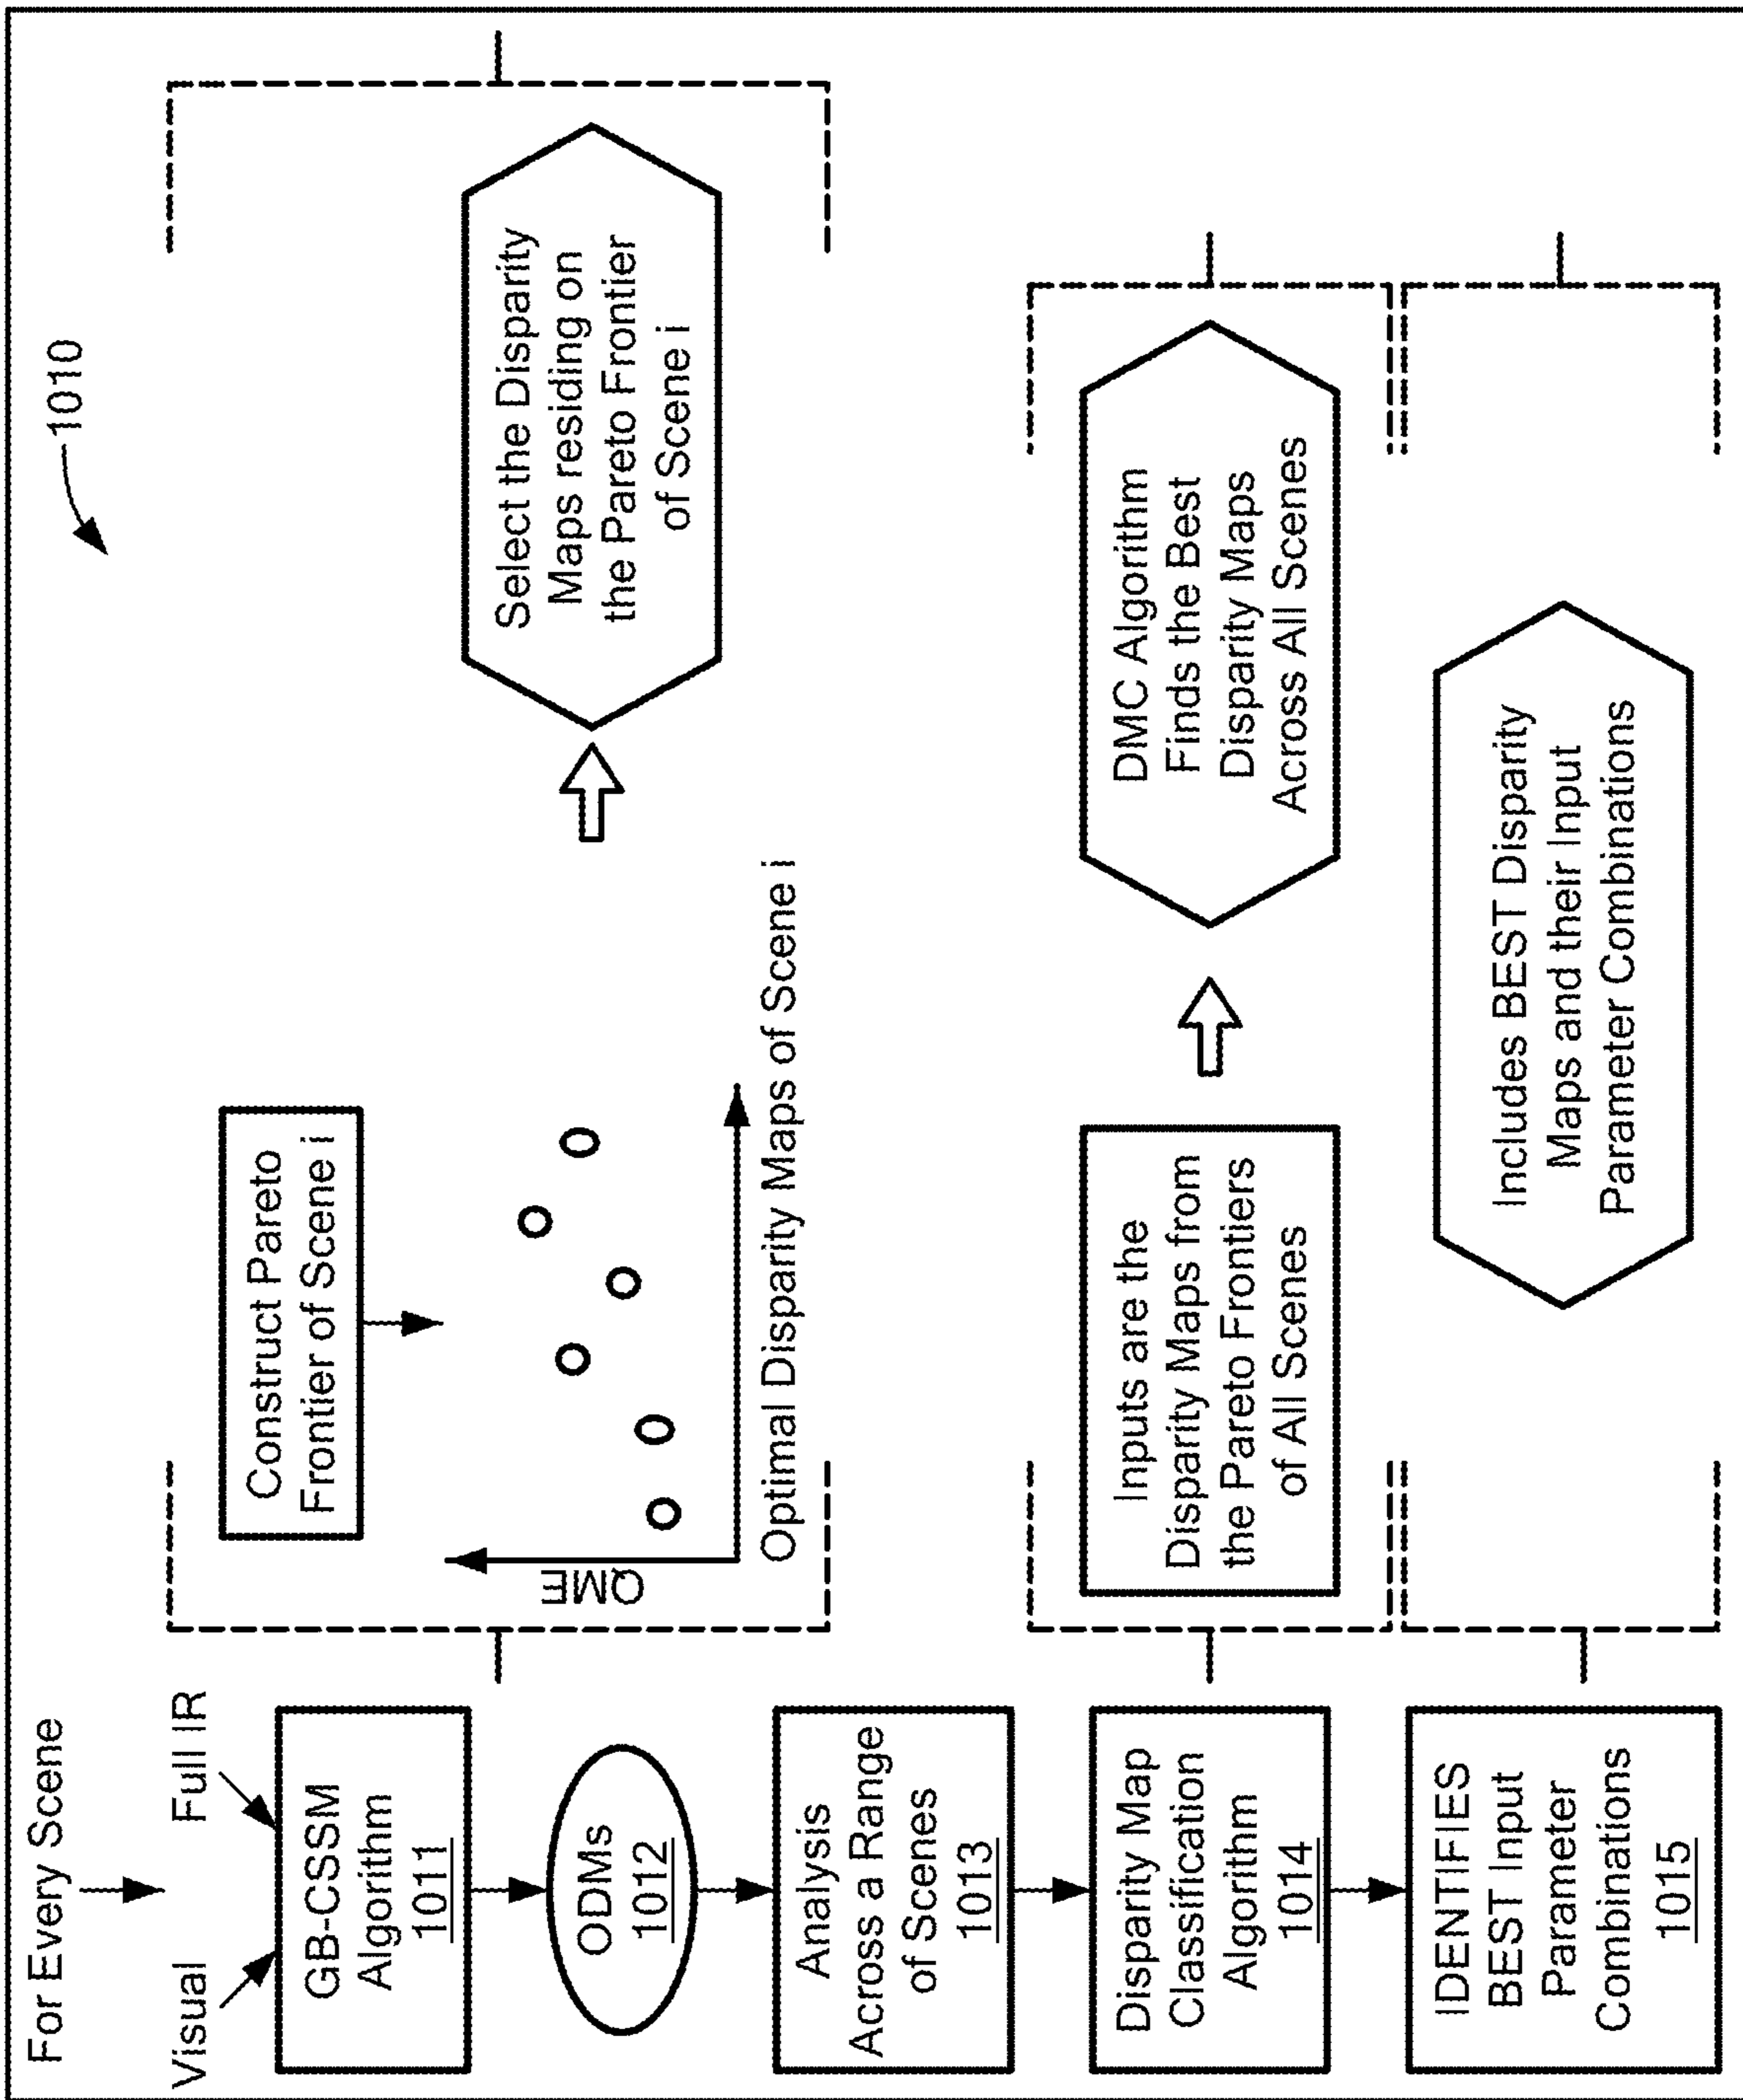 1010
For Every Scene
Visual
Full IR
GB-CSSM
Algorithm
1011
ODMs
1012
Analysis
Across a Range
of Scenes
1013
Disparity Map
Classification
Algorithm
1014
IDENTIFIES
BEST Input
Parameter
Combinations
1015
Construct Pareto
Frontier of Scene i
QME
Optimal Disparity Maps of Scene i
Select the Disparity
Maps residing on
the Pareto Frontier
of Scene i
Inputs are the
Disparity Maps from
the Pareto Frontiers
of All Scenes
DMC Algorithm
Finds the Best
Disparity Maps
Across All Scenes
Includes BEST Disparity
Maps and their Input
Parameter Combinations